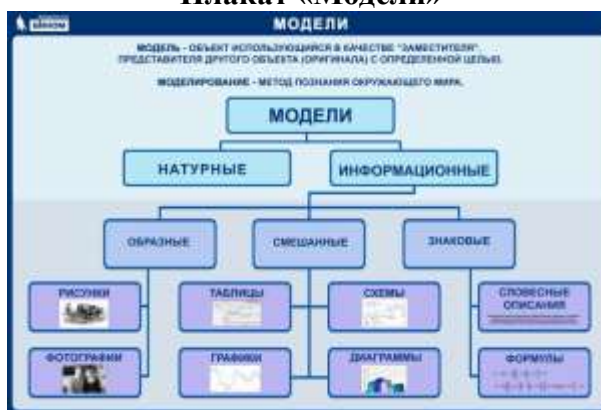 Плакат «Модели»
МОДЕЛИ
МОДЕЛЬ - ОБЪЕКТ ИСПОЛЬЗУЮЩИЙСЯ В КАЧЕСТВЕ "ЗАМЕСТИТЕЛЯ",
ПРЕДСТАВИТЕЛЯ ДРУГОГО ОБЪЕКТА (ОРИГИНАЛА) С ОПРЕДЕЛЕННОЙ ЦЕЛЬЮ.
МОДЕЛИРОВАНИЕ - МЕТОД ПОЗНАНИЯ ОКРУЖАЮЩЕГО МИРА.
МОДЕЛИ
НАТУРНЫЕ
ИНФОРМАЦИОННЫЕ
ОБРАЗНЫЕ
СМЕШАННЫЕ
ЗНАКОВЫЕ
РИСУНКИ
ТАБЛИЦЫ
СХЕМЫ
СЛОВЕСНЫЕ
ОПИСАНИЯ
ФОТОГРАФИИ
ГРАФИКИ
ДИАГРАММЫ
ФОРМУЛЫ